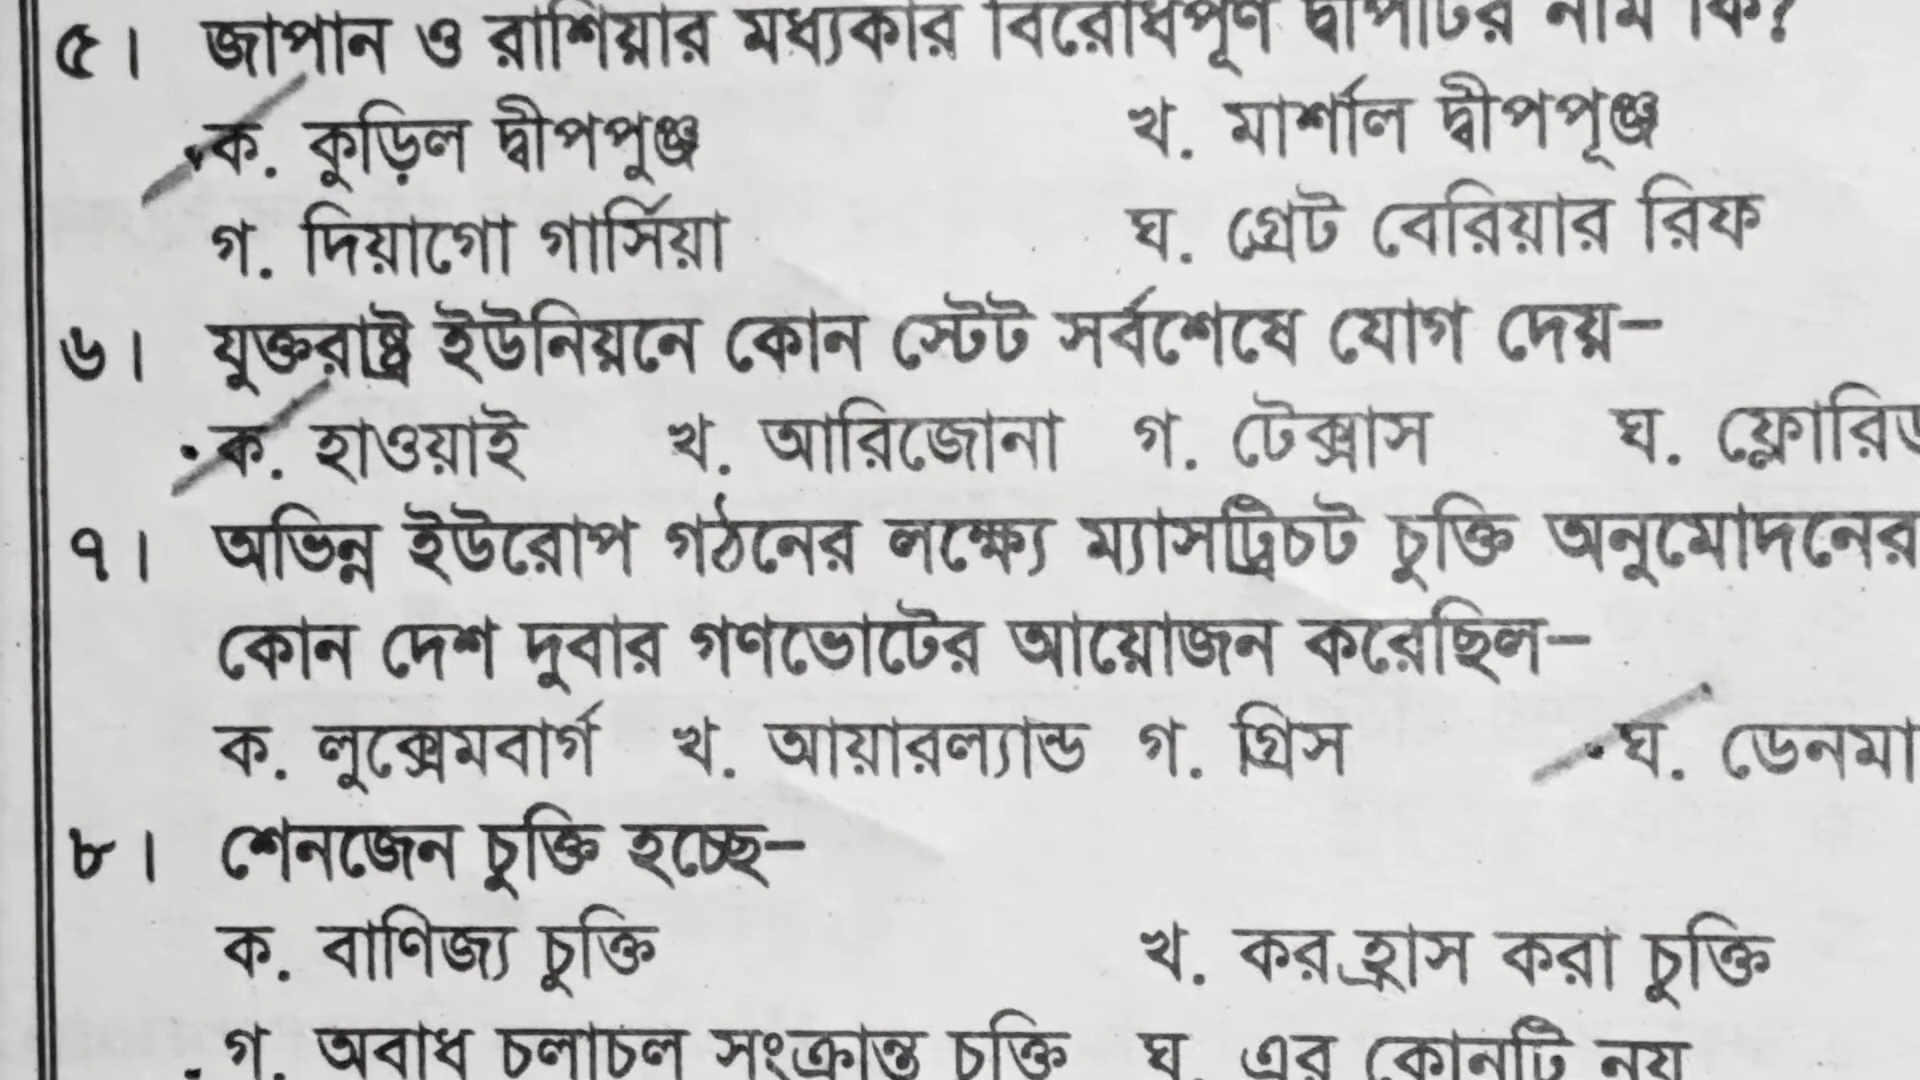 ৫। জাপান ও রাশিয়ার মধ্যকার বিরোধপূর্ণ দ্বীপটির নাম কি?
ক. কুড়িল দ্বীপপুঞ্জ খ. মার্শাল দ্বীপপূঞ্জ
গ. দিয়াগো গার্সিয়া ঘ. গ্রেট বেরিয়ার রিফ
৬। যুক্তরাষ্ট্র ইউনিয়নে কোন স্টেট সর্বশেষে যোগ দেয়–
ক. হাওয়াই খ. আরিজোনা গ. টেক্সাস ঘ.
৭। অভিন্ন ইউরোপ গঠনের লক্ষ্যে ম্যাসট্রিচট চুক্তি অনুমোদনের
কোন দেশ দুবার গণভোটের আয়োজন করেছিল–
ক. লুক্সেমবার্গ খ. আয়ারল্যান্ড গ. গ্রিস ঘ. ডেনমা
৮। শেনজেন চুক্তি হচ্ছে–
ক. বাণিজ্য চুক্তি খ. কর হ্রাস করা চুক্তি
গ. অবাধ চলাচল সংক্রান্ত চুক্তি ঘ. এর কোনটি নয়